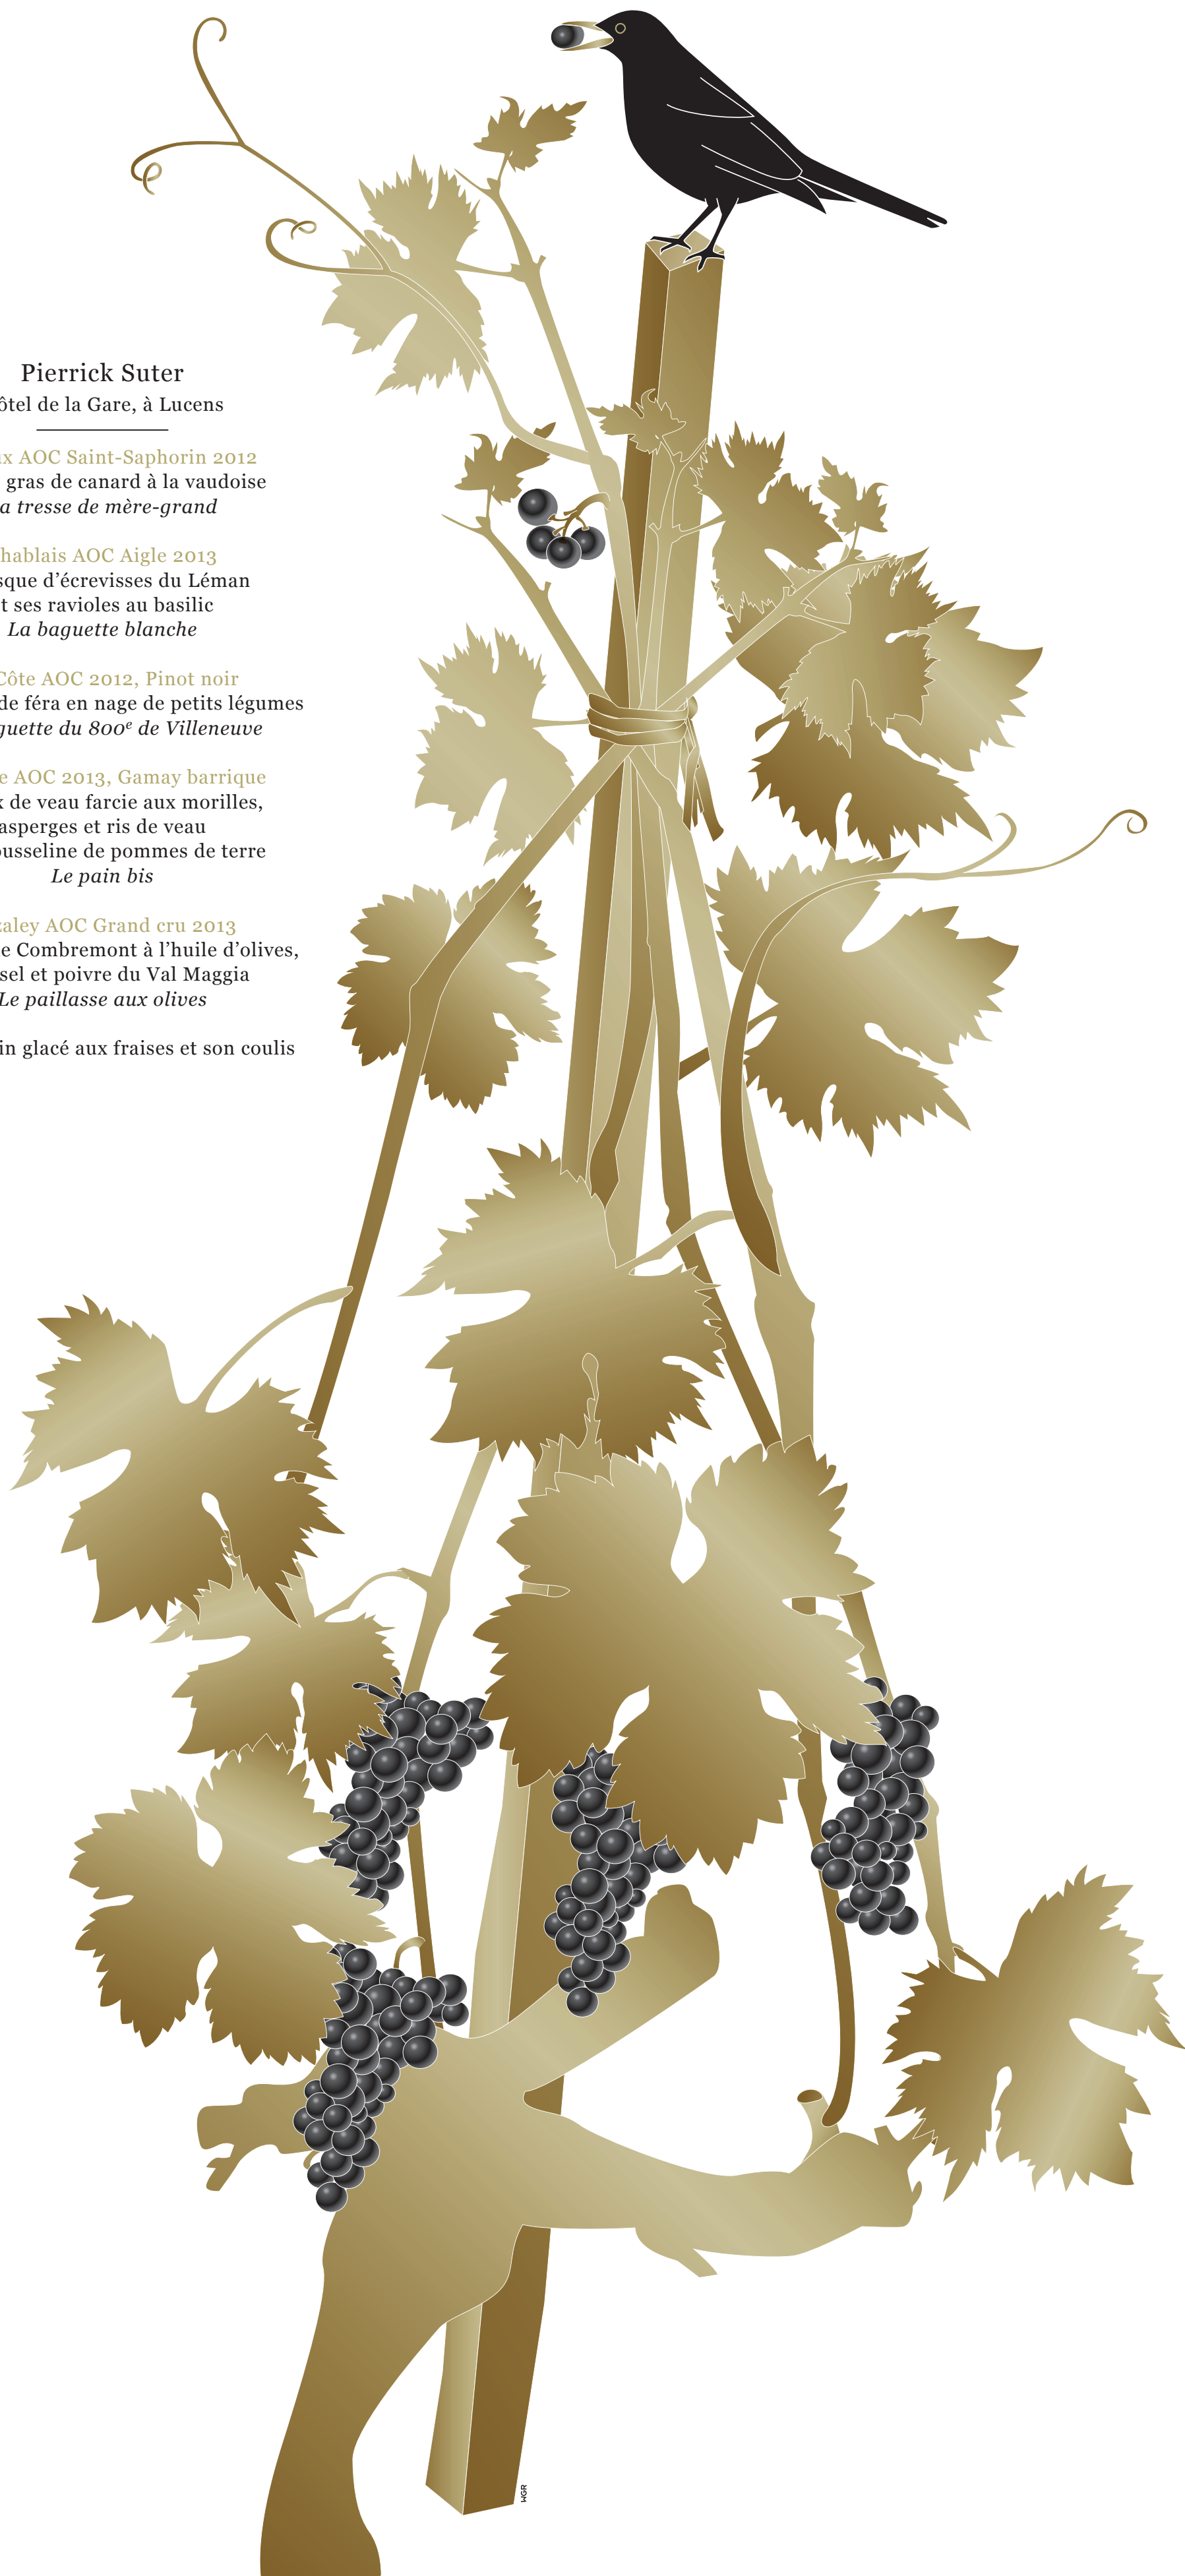 Pierrick Suter
ôtel de la Gare, à Lucens
ux AOC Saint-Saphorin 2012
gras de canard à la vaudoise
a tresse de mère-grand
hablais AOC Aigle 2013
sque d’écrevisses du Léman
t ses ravioles au basilic
La baguette blanche
Côte AOC 2012, Pinot noir
de féra en nage de petits légumes
guette du 800e de Villeneuve
e AOC 2013, Gamay barrique
x de veau farcie aux morilles,
asperges et ris de veau
ousseline de pommes de terre
Le pain bis
zaley AOC Grand cru 2013
e Combremont à l’huile d’olives,
sel et poivre du Val Maggia
Le paillasse aux olives
in glacé aux fraises et son coulis
WGR